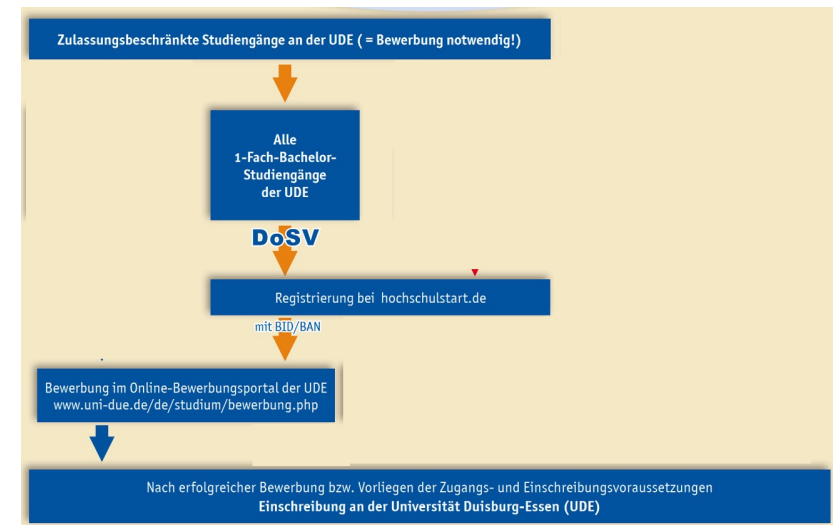 Zulassungsbeschränkte Studiengänge an der UDE ( = Bewerbung notwendig!)
Alle
1-Fach-Bachelor-
Studiengänge
der UDE
DoSV
Registrierung bei hochschulstart.de
mit BID/BAN
Bewerbung im Online-Bewerbungsportal der UDE
www.uni-due.de/de/studium/bewerbung.php
Nach erfolgreicher Bewerbung bzw. Vorliegen der Zugangs- und Einschreibungsvoraussetzungen
Einschreibung an der Universität Duisburg-Essen (UDE)